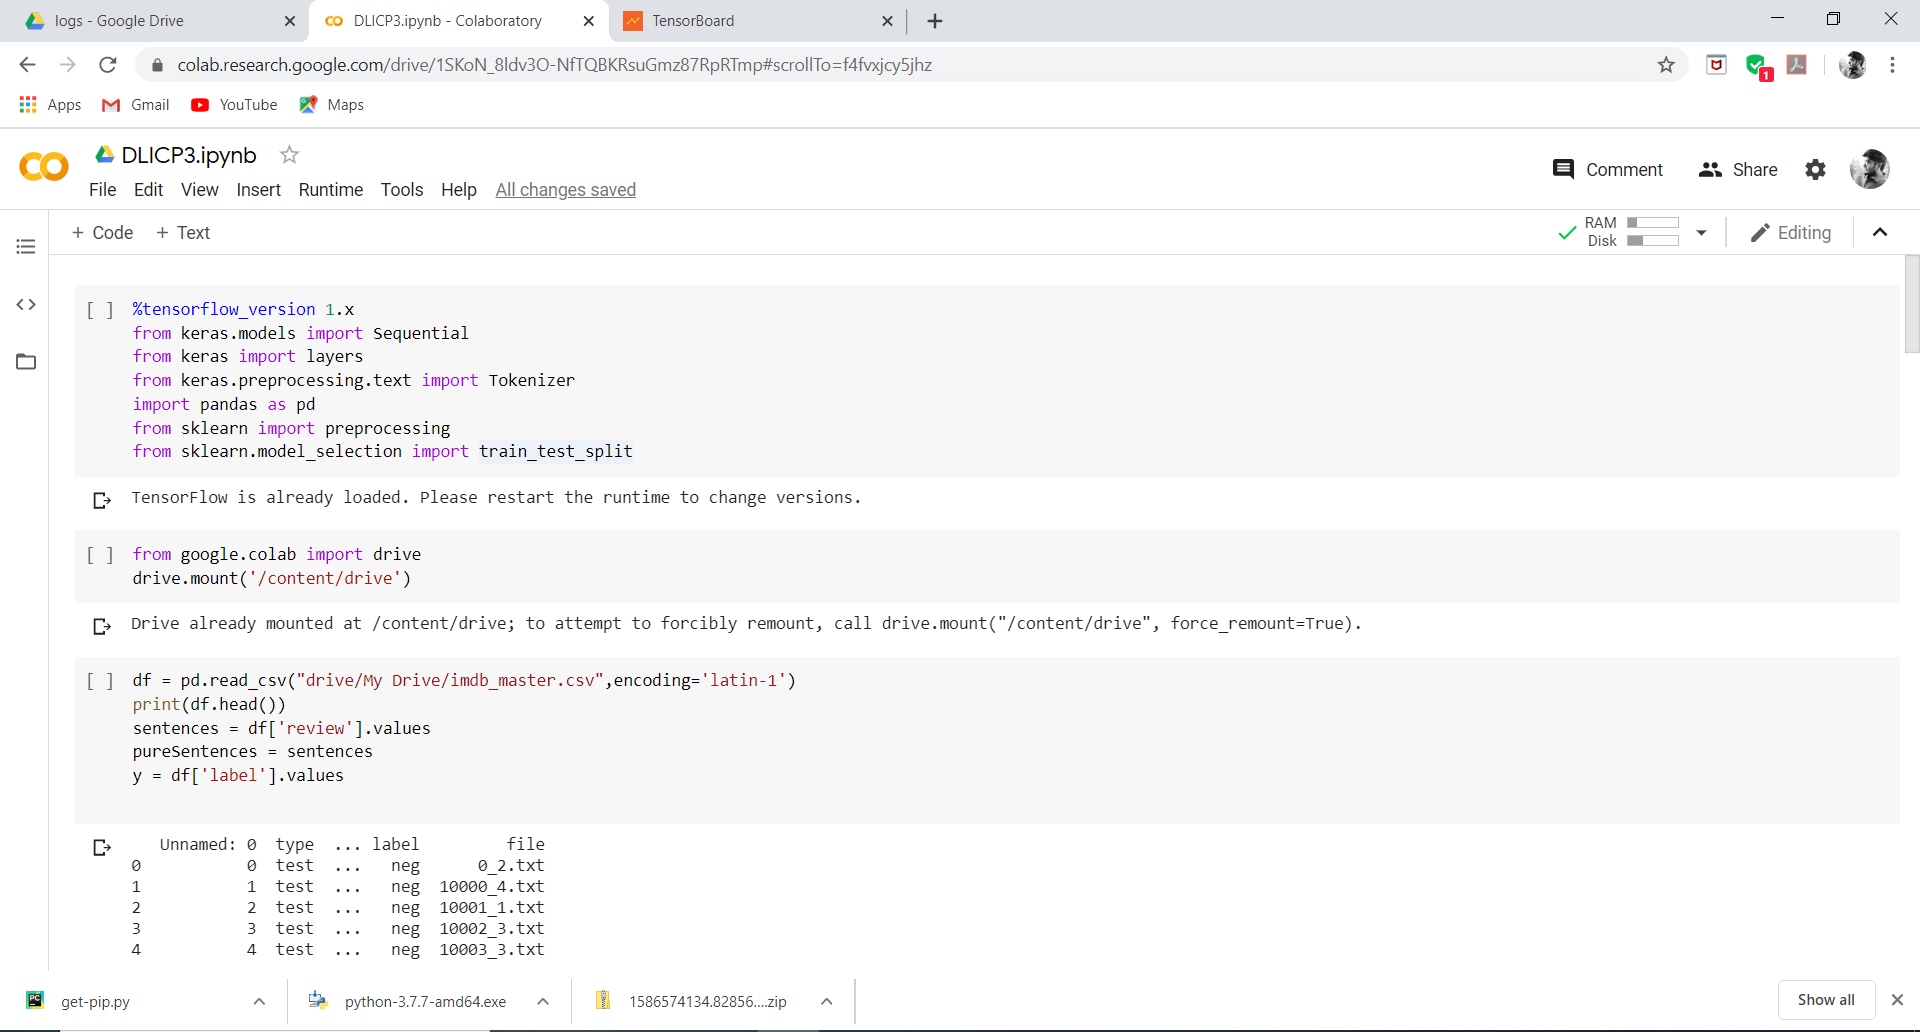 logs - Google Drive
DLICP3.ipynb - Colaboratory
TensorBoard
colab.research.google.com/drive/1SKoN_8ldv3O-NfTQBKRsuGmz87RpRTmp#scrollTo=f4fvxjcy5jhz
1
Apps Gmail YouTube Maps
DLICP3.ipynb
File Edit View Insert Runtime Tools Help All changes saved
Comment Share
+ Code + Text
RAM
Disk
Editing
[ ] %tensorflow_version 1.x
from keras.models import Sequential
from keras import layers
from keras.preprocessing.text import Tokenizer
import pandas as pd
from sklearn import preprocessing
from sklearn.model_selection import train_test_split
TensorFlow is already loaded. Please restart the runtime to change versions.
[ ] from google.colab import drive
drive.mount('/content/drive')
Drive already mounted at /content/drive; to attempt to forcibly remount, call drive.mount("/content/drive", force_remount=True).
[ ] df = pd.read_csv("drive/My Drive/imdb_master.csv",encoding='latin-1')
print(df.head())
sentences = df['review'].values
pureSentences = sentences
y = df['label'].values
Unnamed: 0 type ... label file
0 0 test ... neg 0_2.txt
1 1 test ... neg 10000_4.txt
2 2 test ... neg 10001_1.txt
3 3 test ... neg 10002_3.txt
4 4 test ... neg 10003_3.txt
get-pip.py
python-3.7.7-amd64.exe
1586574134.82856....zip
Show all